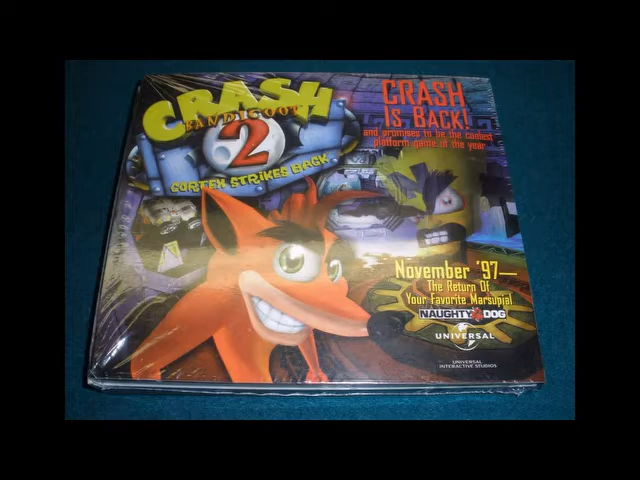 CRASH
BANDICOOT
2
CORTEX STRIKES BACK
CRASH
IS BACK!
and promises to be the coolest
platform game of the year
November '97—
The Return Of
Your Favorite Marsupial
NAUGHTY DOG
UNIVERSAL
UNIVERSAL
INTERACTIVE STUDIOS